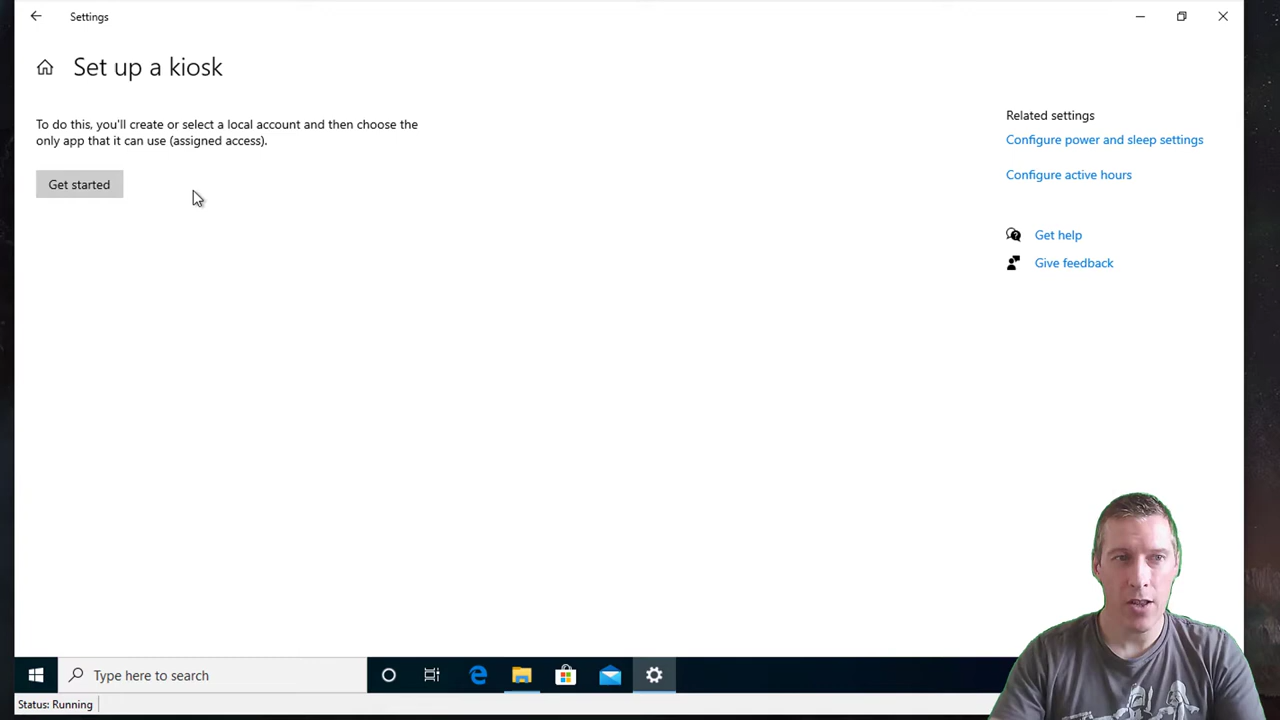 Settings
Set up a kiosk
To do this, you'll create or select a local account and then choose the
only app that it can use (assigned access).
Get started
Related settings
Configure power and sleep settings
Configure active hours
Get help
Give feedback
Type here to search
Status: Running